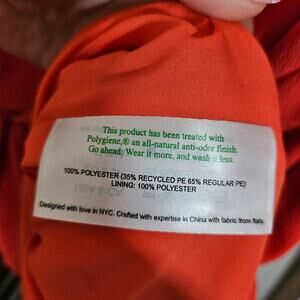 This product has been treated with
Polygiene,® an all-natural anti-odor finish.
Go ahead: Wear it more, and wash it less.
100% POLYESTER (35% RECYCLED PE 65% REGULAR PE)
LINING: 100% POLYESTER
Designed with love in NYC. Crafted with expertise in China with fabric from Italy.